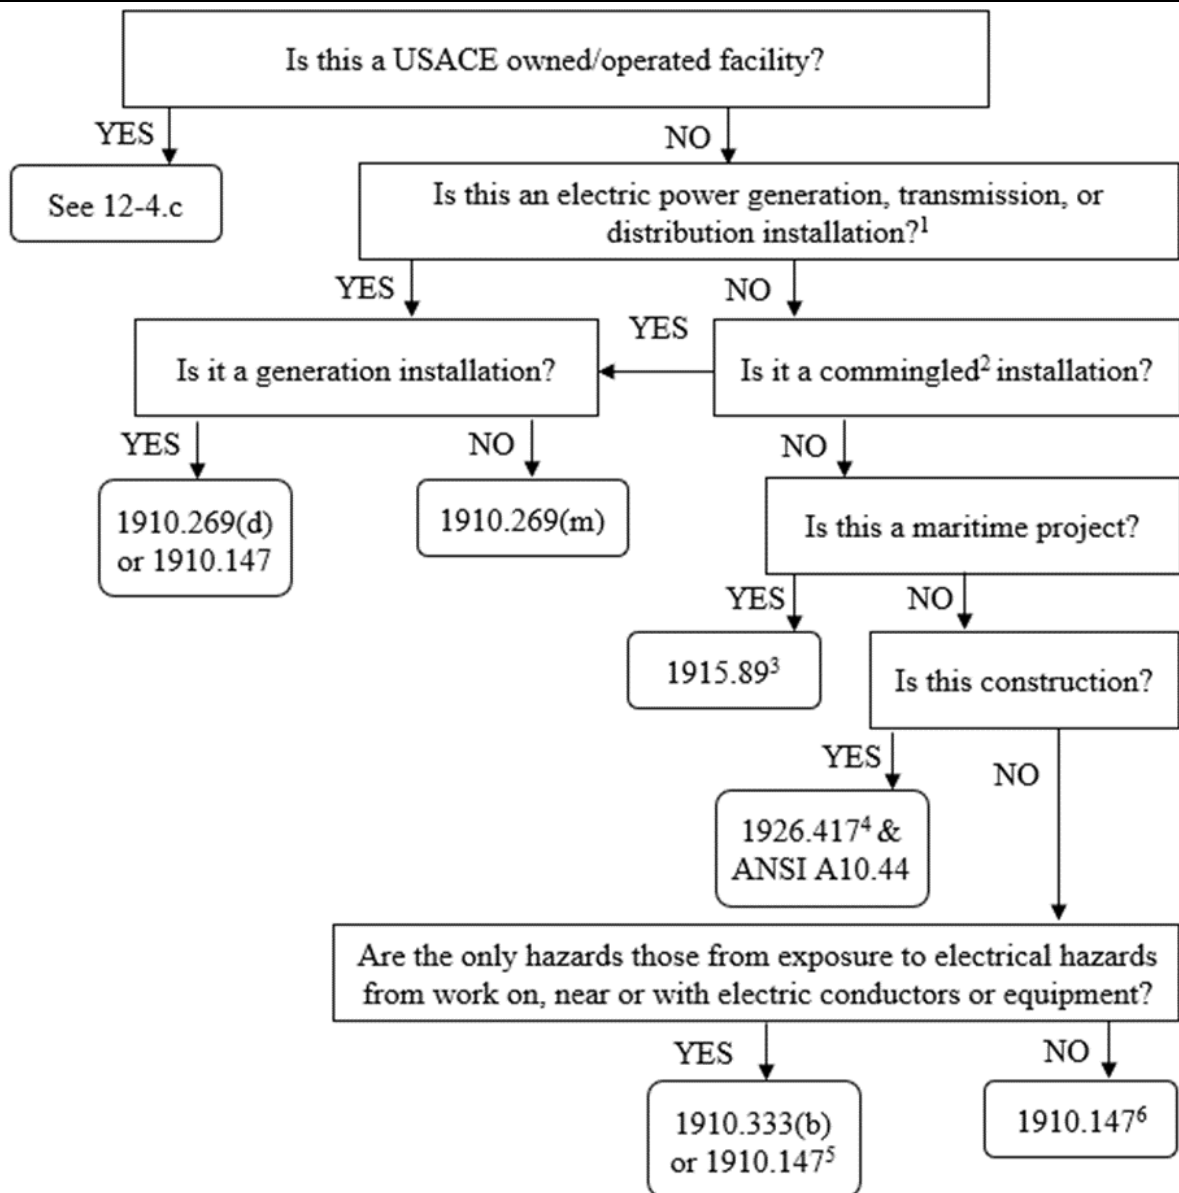 Is this a USACE owned/operated facility?
YES
NO
See 12-4.c
Is this an electric power generation, transmission, or
distribution installation?¹
YES
NO
Is it a generation installation?
YES
Is it a commingled² installation?
YES
NO
NO
1910.269(d)
or 1910.147
1910.269(m)
Is this a maritime project?
YES
NO
1915.89³
Is this construction?
YES
NO
1926.417⁴ &
ANSI A10.44
Are the only hazards those from exposure to electrical hazards
from work on, near or with electric conductors or equipment?
YES
NO
1910.333(b)
or 1910.147⁵
1910.147⁶